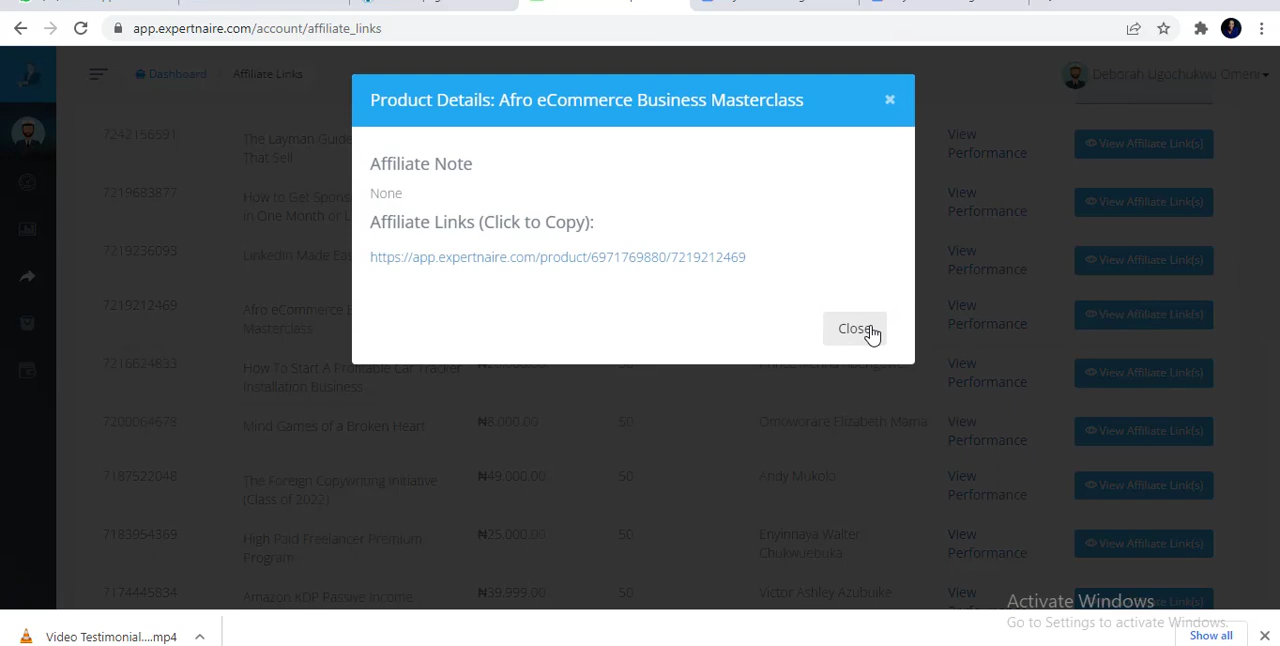 app.expertnaire.com/account/affiliate_links
Dashboard
Affiliate Links
Deborah Ugochukwu Omeni
Product Details: Afro eCommerce Business Masterclass
×
Affiliate Note
None
Affiliate Links (Click to Copy):
https://app.expertnaire.com/product/6971769880/7219212469
Close
7242156591
The Layman Guide
That Sell
View
Performance
View Affiliate Link(s)
7219683877
How to Get Spons
in One Month or L
View
Performance
View Affiliate Link(s)
7219236093
LinkedIn Made Eas
View
Performance
View Affiliate Link(s)
7219212469
Afro eCommerce B
Masterclass
View
Performance
View Affiliate Link(s)
7216624833
How To Start A Profitable Car Tracker
Installation Business
View
Performance
View Affiliate Link(s)
7200064678
Mind Games of a Broken Heart
₦8,000.00
50
Omoworare Elizabeth Mama
View
Performance
View Affiliate Link(s)
7187522048
The Foreign Copywriting Initiative
(Class of 2022)
₦49,000.00
50
Andy Mukolo
View
Performance
View Affiliate Link(s)
7183954369
High Paid Freelancer Premium
Program
₦25,000.00
50
Enyinnaya Walter
Chukwuebuka
View
Performance
View Affiliate Link(s)
7174445834
Amazon KDP Passive Income
₦39,999.00
50
Victor Ashley Azubuike
View
Activate Windows
Go to Settings to activate Windows.
Video Testimonial....mp4
Show all